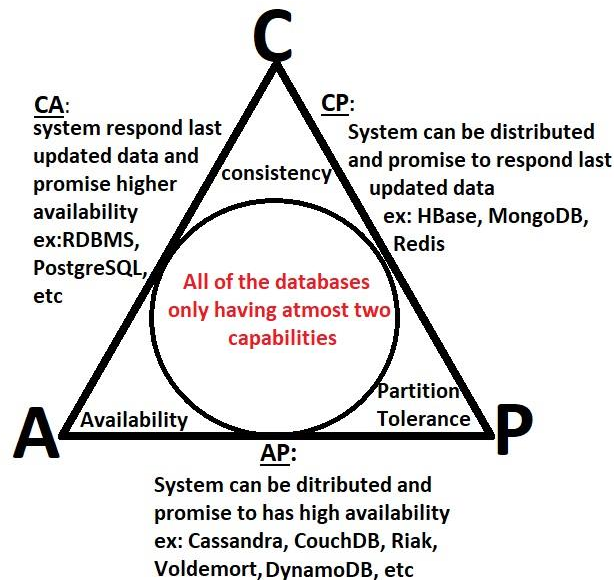 C
CA:
system respond last
updated data and
promise higher
availability
ex:RDBMS,
PostgreSQL,
etc
CP:
System can be distributed
and promise to respond last
updated data
ex: HBase, MongoDB,
Redis
consistency
All of the databases
only having atmost two
capabilities
A
Availability
Partition
Tolerance
P
AP:
System can be ditributed and
promise to has high availability
ex: Cassandra, CouchDB, Riak,
Voldemort, DynamoDB, etc